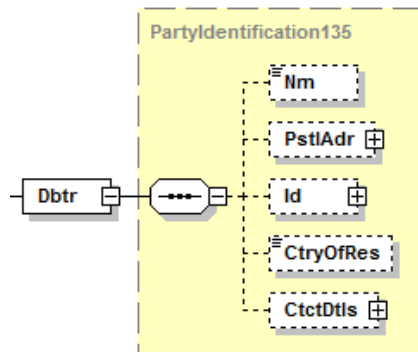 PartyIdentification135
Nm
PstlAdr
Dbtr
Id
CtryOfRes
CtctDtls